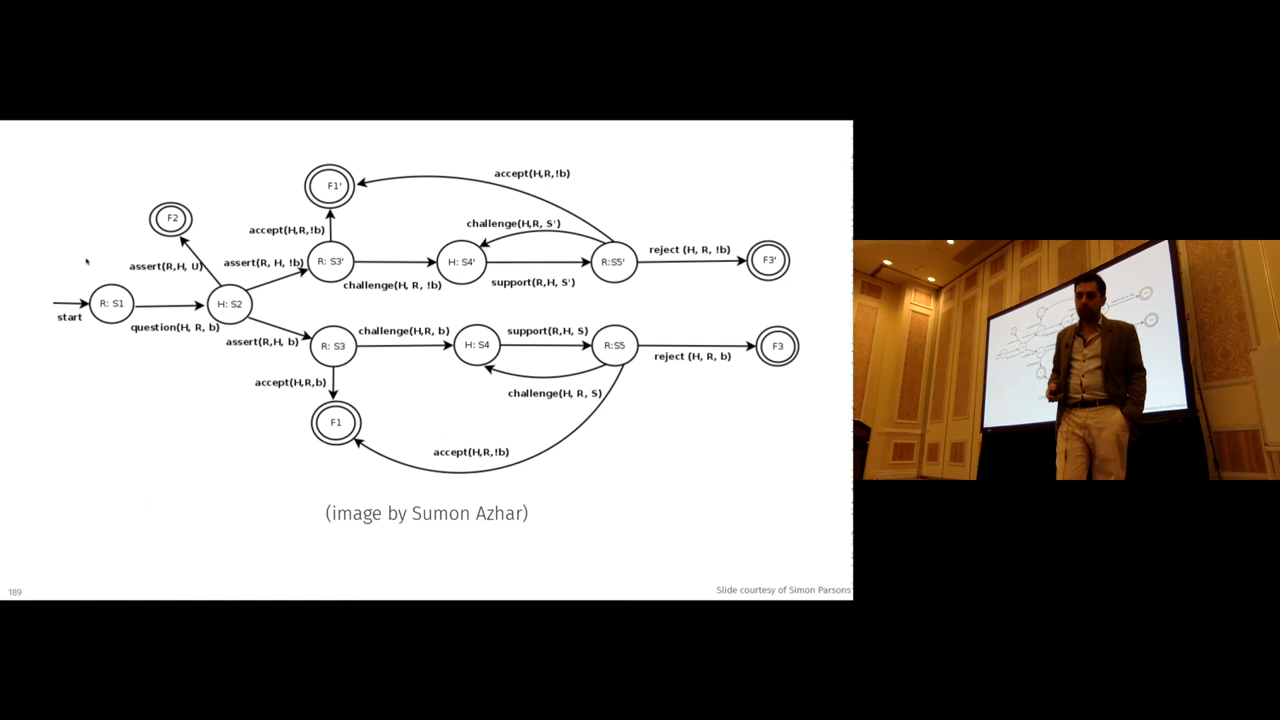 accept(H,R,!b)
F1'
F2
challenge(H,R, S')
accept(H,R,!b)
reject (H, R, !b)
assert(R,H, U)
assert(R, H, !b)
R: S3'
H: S4'
R:S5'
F3'
challenge(H, R, !b)
support(R,H, S')
start
R: S1
question(H, R, b)
H: S2
assert(R,H, b)
challenge(H,R, b)
support(R,H, S)
R: S3
H: S4
R:S5
F3
reject (H, R, b)
accept(H,R,b)
challenge(H, R, S)
F1
accept(H,R,!b)
(image by Sumon Azhar)
189
Slide courtesy of Simon Parsons